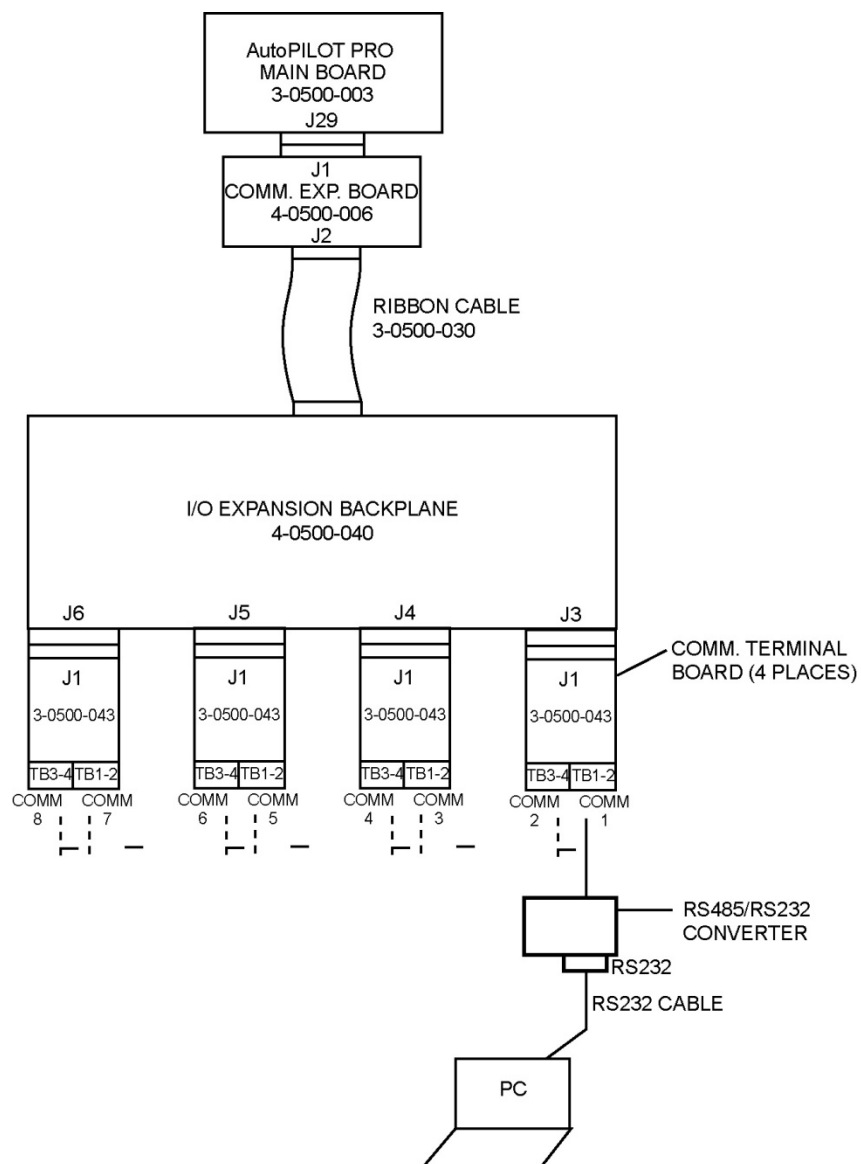 AutoPILOT PRO
MAIN BOARD
3-0500-003
J29
J1
COMM. EXP. BOARD
4-0500-006
J2
RIBBON CABLE
3-0500-030
I/O EXPANSION BACKPLANE
4-0500-040
J6 J5 J4 J3
COMM. TERMINAL
BOARD (4 PLACES)
J1 J1 J1 J1
3-0500-043 3-0500-043 3-0500-043 3-0500-043
TB3-4 TB1-2 TB3-4 TB1-2 TB3-4 TB1-2 TB3-4 TB1-2
COMM COMM COMM COMM COMM COMM COMM COMM
8 7 6 5 4 3 2 1
RS485/RS232
CONVERTER
RS232
RS232 CABLE
PC